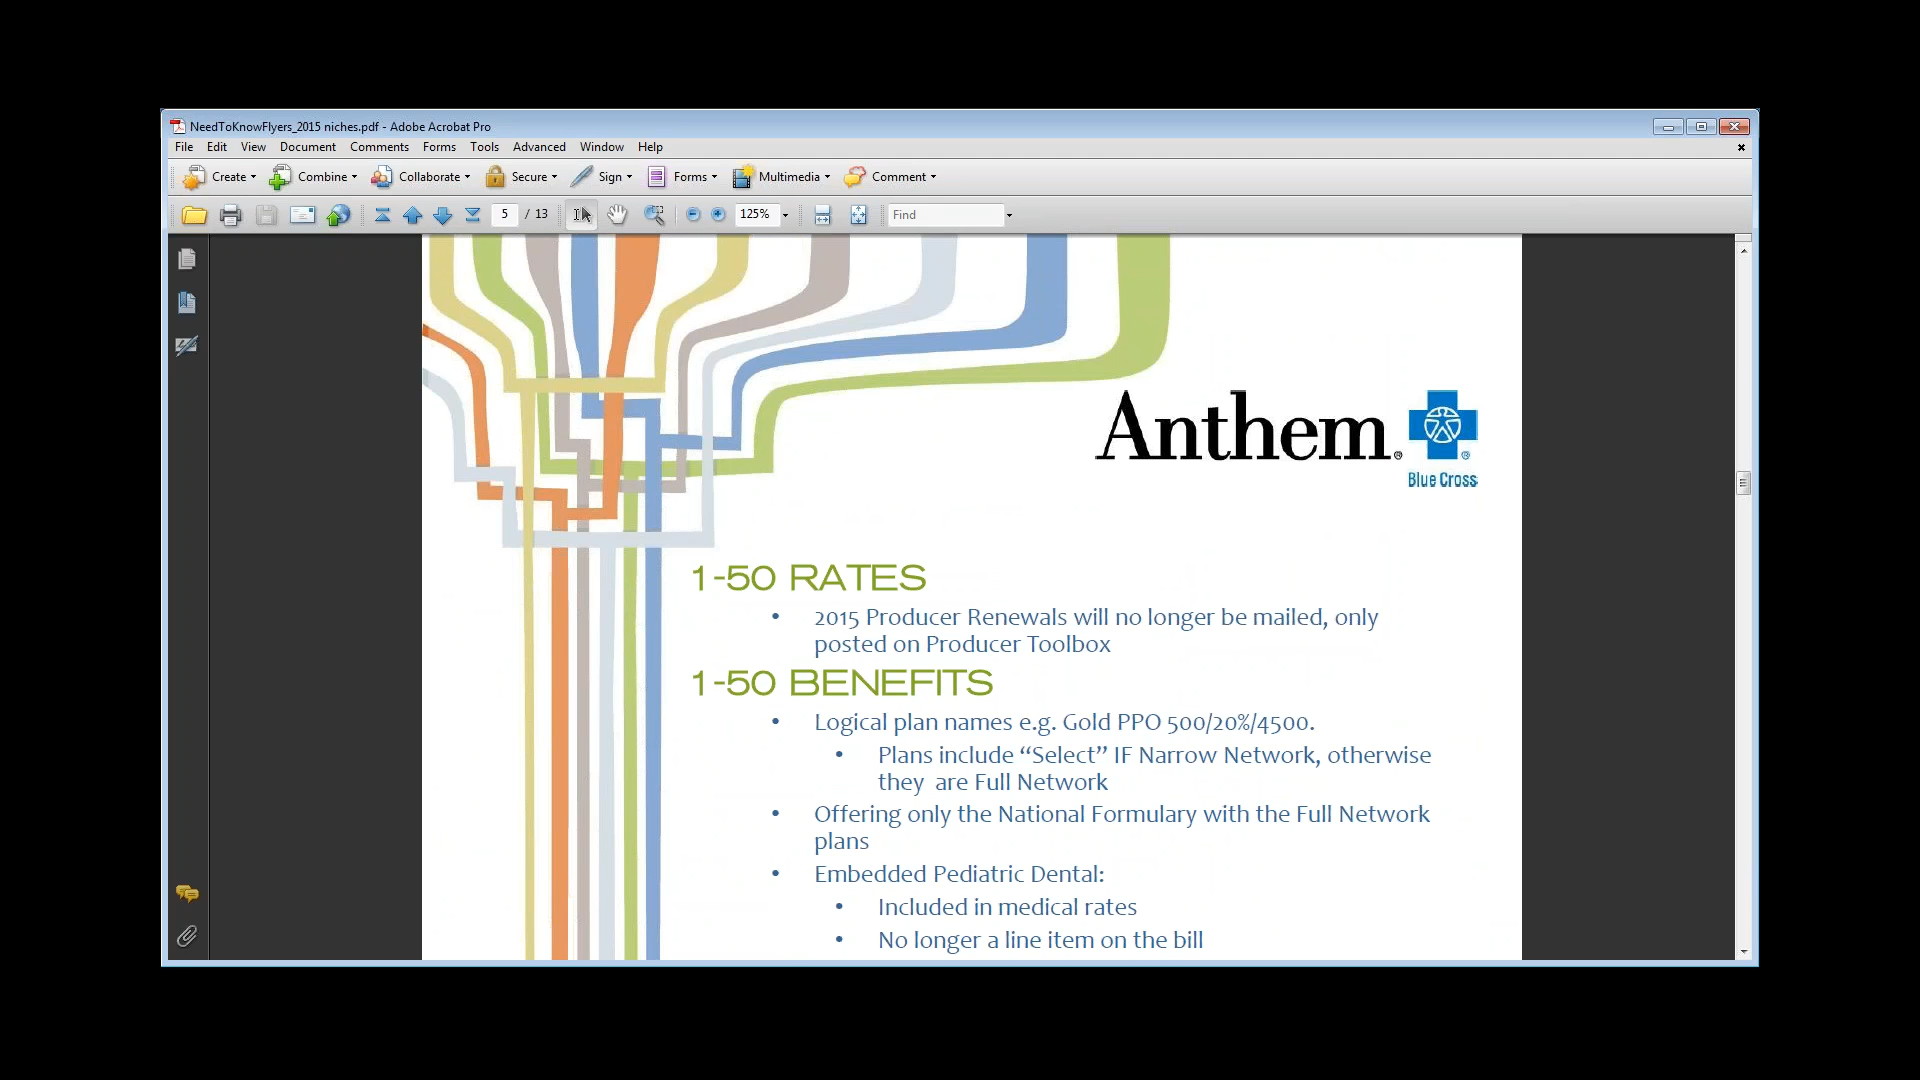 NeedToKnowFlyers_2015 niches.pdf - Adobe Acrobat Pro
File Edit View Document Comments Forms Tools Advanced Window Help
Create Combine Collaborate Secure Sign Forms Multimedia Comment
5 / 13 125% Find
Anthem®
®
Blue Cross
1-50 RATES
• 2015 Producer Renewals will no longer be mailed, only
posted on Producer Toolbox
1-50 BENEFITS
• Logical plan names e.g. Gold PPO 500/20%/4500.
• Plans include “Select” IF Narrow Network, otherwise
they are Full Network
• Offering only the National Formulary with the Full Network
plans
• Embedded Pediatric Dental:
• Included in medical rates
• No longer a line item on the bill